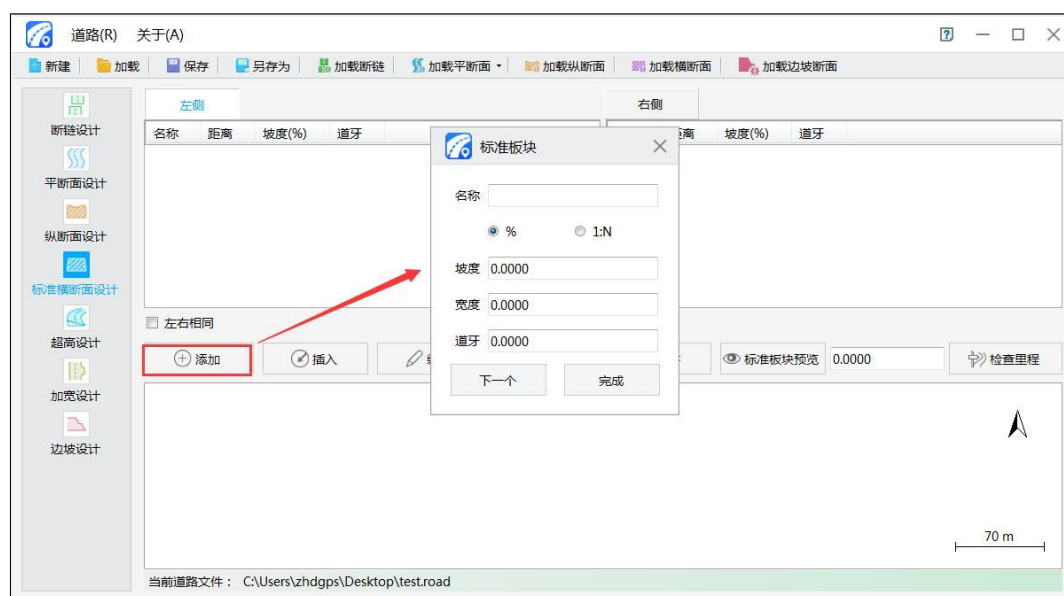 道路(R) 关于(A)
新建 加载 保存 另存为 加载断链 加载平断面 加载纵断面 加载横断面 加载边坡断面
断链设计
平断面设计
纵断面设计
标准横断面设计
超高设计
加宽设计
边坡设计
左侧 右侧
名称 距离 坡度(%) 道牙
坡度(%) 道牙
标准板块
名称
% 1:N
坡度 0.0000
宽度 0.0000
道牙 0.0000
下一个 完成
左右相同
添加 插入 标准板块预览 0.0000 检查里程
70 m
当前道路文件： C:\Users\zhdgps\Desktop\test.road